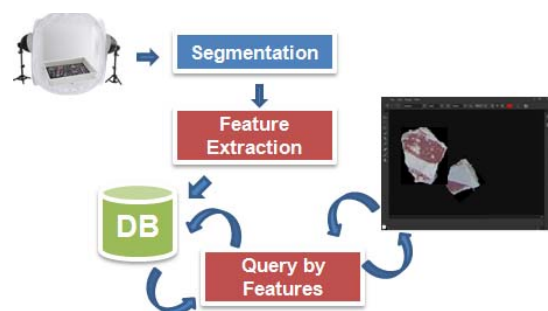 Segmentation
Feature
Extraction
DB
Query by
Features